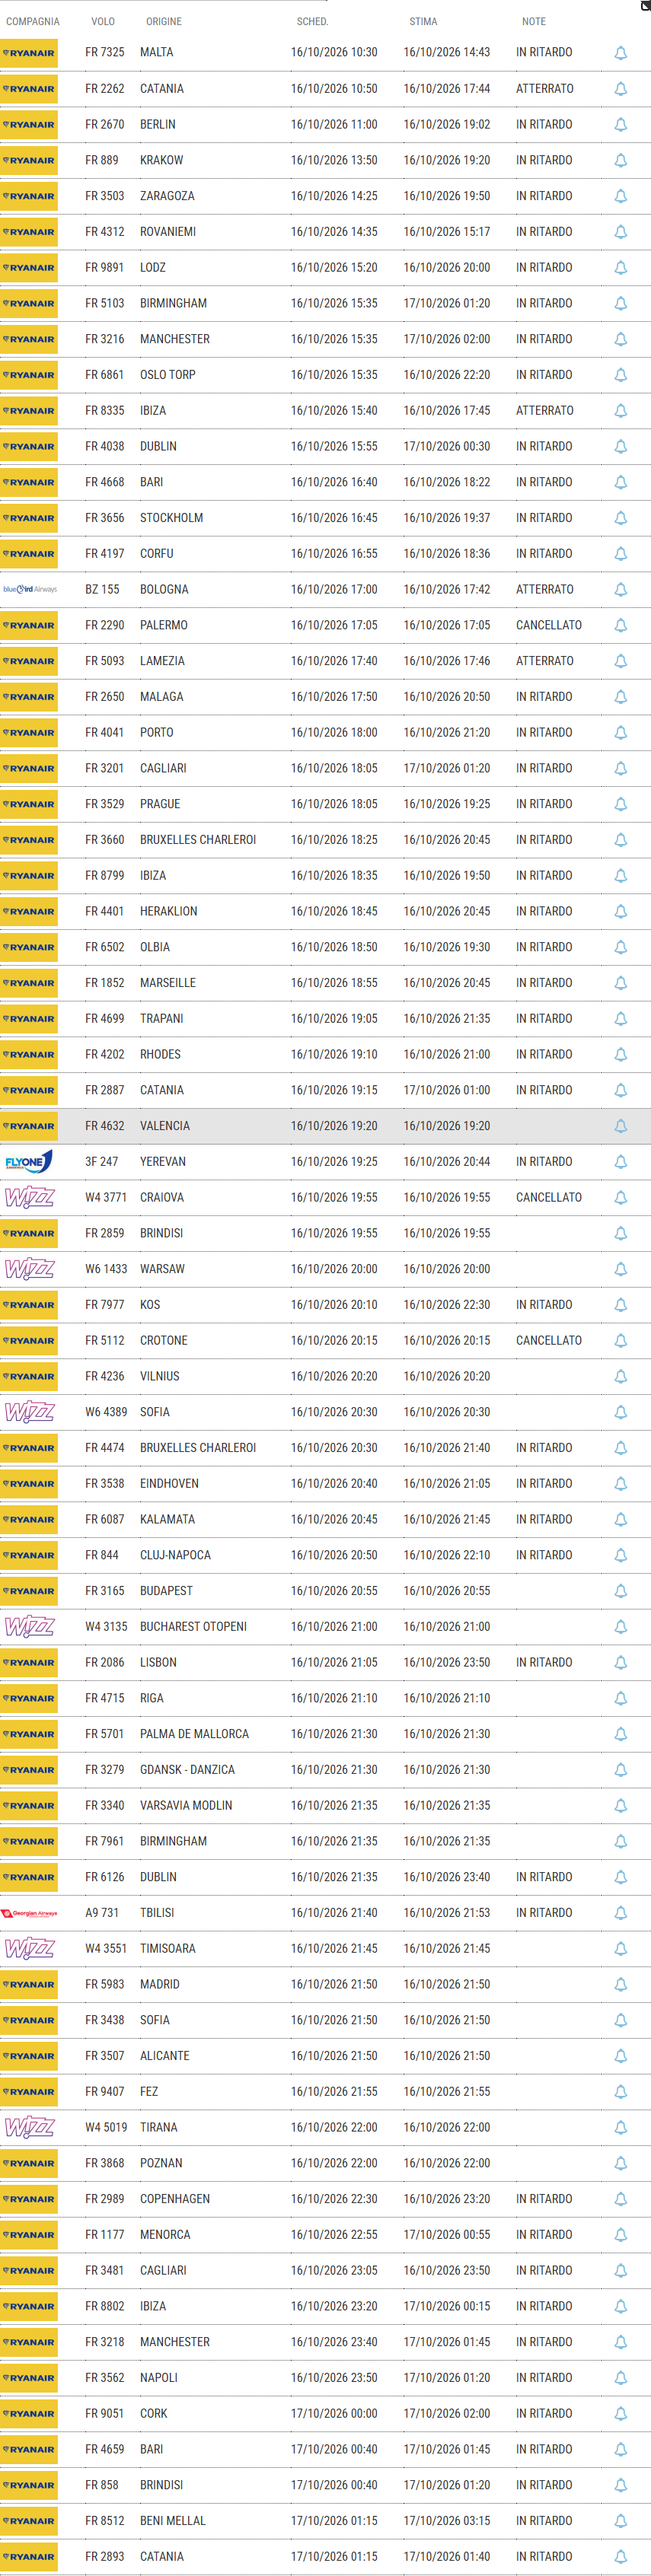 COMPAGNIA VOLO ORIGINE SCHED. STIMA NOTE
RYANAIR FR 7325 MALTA 16/10/2026 10:30 16/10/2026 14:43 IN RITARDO
RYANAIR FR 2262 CATANIA 16/10/2026 10:50 16/10/2026 17:44 ATTERRATO
RYANAIR FR 2670 BERLIN 16/10/2026 11:00 16/10/2026 19:02 IN RITARDO
RYANAIR FR 889 KRAKOW 16/10/2026 13:50 16/10/2026 19:20 IN RITARDO
RYANAIR FR 3503 ZARAGOZA 16/10/2026 14:25 16/10/2026 19:50 IN RITARDO
RYANAIR FR 4312 ROVANIEMI 16/10/2026 14:35 16/10/2026 15:17 IN RITARDO
RYANAIR FR 9891 LODZ 16/10/2026 15:20 16/10/2026 20:00 IN RITARDO
RYANAIR FR 5103 BIRMINGHAM 16/10/2026 15:35 17/10/2026 01:20 IN RITARDO
RYANAIR FR 3216 MANCHESTER 16/10/2026 15:35 17/10/2026 02:00 IN RITARDO
RYANAIR FR 6861 OSLO TORP 16/10/2026 15:35 16/10/2026 22:20 IN RITARDO
RYANAIR FR 8335 IBIZA 16/10/2026 15:40 16/10/2026 17:45 ATTERRATO
RYANAIR FR 4038 DUBLIN 16/10/2026 15:55 17/10/2026 00:30 IN RITARDO
RYANAIR FR 4668 BARI 16/10/2026 16:40 16/10/2026 18:22 IN RITARDO
RYANAIR FR 3656 STOCKHOLM 16/10/2026 16:45 16/10/2026 19:37 IN RITARDO
RYANAIR FR 4197 CORFU 16/10/2026 16:55 16/10/2026 18:36 IN RITARDO
blueBird Airways BZ 155 BOLOGNA 16/10/2026 17:00 16/10/2026 17:42 ATTERRATO
RYANAIR FR 2290 PALERMO 16/10/2026 17:05 16/10/2026 17:05 CANCELLATO
RYANAIR FR 5093 LAMEZIA 16/10/2026 17:40 16/10/2026 17:46 ATTERRATO
RYANAIR FR 2650 MALAGA 16/10/2026 17:50 16/10/2026 20:50 IN RITARDO
RYANAIR FR 4041 PORTO 16/10/2026 18:00 16/10/2026 21:20 IN RITARDO
RYANAIR FR 3201 CAGLIARI 16/10/2026 18:05 17/10/2026 01:20 IN RITARDO
RYANAIR FR 3529 PRAGUE 16/10/2026 18:05 16/10/2026 19:25 IN RITARDO
RYANAIR FR 3660 BRUXELLES CHARLEROI 16/10/2026 18:25 16/10/2026 20:45 IN RITARDO
RYANAIR FR 8799 IBIZA 16/10/2026 18:35 16/10/2026 19:50 IN RITARDO
RYANAIR FR 4401 HERAKLION 16/10/2026 18:45 16/10/2026 20:45 IN RITARDO
RYANAIR FR 6502 OLBIA 16/10/2026 18:50 16/10/2026 19:30 IN RITARDO
RYANAIR FR 1852 MARSEILLE 16/10/2026 18:55 16/10/2026 20:45 IN RITARDO
RYANAIR FR 4699 TRAPANI 16/10/2026 19:05 16/10/2026 21:35 IN RITARDO
RYANAIR FR 4202 RHODES 16/10/2026 19:10 16/10/2026 21:00 IN RITARDO
RYANAIR FR 2887 CATANIA 16/10/2026 19:15 17/10/2026 01:00 IN RITARDO
RYANAIR FR 4632 VALENCIA 16/10/2026 19:20 16/10/2026 19:20
FLYONE 3F 247 YEREVAN 16/10/2026 19:25 16/10/2026 20:44 IN RITARDO
WIZZ W4 3771 CRAIOVA 16/10/2026 19:55 16/10/2026 19:55 CANCELLATO
RYANAIR FR 2859 BRINDISI 16/10/2026 19:55 16/10/2026 19:55
WIZZ W6 1433 WARSAW 16/10/2026 20:00 16/10/2026 20:00
RYANAIR FR 7977 KOS 16/10/2026 20:10 16/10/2026 22:30 IN RITARDO
RYANAIR FR 5112 CROTONE 16/10/2026 20:15 16/10/2026 20:15 CANCELLATO
RYANAIR FR 4236 VILNIUS 16/10/2026 20:20 16/10/2026 20:20
WIZZ W6 4389 SOFIA 16/10/2026 20:30 16/10/2026 20:30
RYANAIR FR 4474 BRUXELLES CHARLEROI 16/10/2026 20:30 16/10/2026 21:40 IN RITARDO
RYANAIR FR 3538 EINDHOVEN 16/10/2026 20:40 16/10/2026 21:05 IN RITARDO
RYANAIR FR 6087 KALAMATA 16/10/2026 20:45 16/10/2026 21:45 IN RITARDO
RYANAIR FR 844 CLUJ-NAPOCA 16/10/2026 20:50 16/10/2026 22:10 IN RITARDO
RYANAIR FR 3165 BUDAPEST 16/10/2026 20:55 16/10/2026 20:55
WIZZ W4 3135 BUCHAREST OTOPENI 16/10/2026 21:00 16/10/2026 21:00
RYANAIR FR 2086 LISBON 16/10/2026 21:05 16/10/2026 23:50 IN RITARDO
RYANAIR FR 4715 RIGA 16/10/2026 21:10 16/10/2026 21:10
RYANAIR FR 5701 PALMA DE MALLORCA 16/10/2026 21:30 16/10/2026 21:30
RYANAIR FR 3279 GDANSK - DANZICA 16/10/2026 21:30 16/10/2026 21:30
RYANAIR FR 3340 VARSAVIA MODLIN 16/10/2026 21:35 16/10/2026 21:35
RYANAIR FR 7961 BIRMINGHAM 16/10/2026 21:35 16/10/2026 21:35
RYANAIR FR 6126 DUBLIN 16/10/2026 21:35 16/10/2026 23:40 IN RITARDO
Georgian Airways A9 731 TBILISI 16/10/2026 21:40 16/10/2026 21:53 IN RITARDO
WIZZ W4 3551 TIMISOARA 16/10/2026 21:45 16/10/2026 21:45
RYANAIR FR 5983 MADRID 16/10/2026 21:50 16/10/2026 21:50
RYANAIR FR 3438 SOFIA 16/10/2026 21:50 16/10/2026 21:50
RYANAIR FR 3507 ALICANTE 16/10/2026 21:50 16/10/2026 21:50
RYANAIR FR 9407 FEZ 16/10/2026 21:55 16/10/2026 21:55
WIZZ W4 5019 TIRANA 16/10/2026 22:00 16/10/2026 22:00
RYANAIR FR 3868 POZNAN 16/10/2026 22:00 16/10/2026 22:00
RYANAIR FR 2989 COPENHAGEN 16/10/2026 22:30 16/10/2026 23:20 IN RITARDO
RYANAIR FR 1177 MENORCA 16/10/2026 22:55 17/10/2026 00:55 IN RITARDO
RYANAIR FR 3481 CAGLIARI 16/10/2026 23:05 16/10/2026 23:50 IN RITARDO
RYANAIR FR 8802 IBIZA 16/10/2026 23:20 17/10/2026 00:15 IN RITARDO
RYANAIR FR 3218 MANCHESTER 16/10/2026 23:40 17/10/2026 01:45 IN RITARDO
RYANAIR FR 3562 NAPOLI 16/10/2026 23:50 17/10/2026 01:20 IN RITARDO
RYANAIR FR 9051 CORK 17/10/2026 00:00 17/10/2026 02:00 IN RITARDO
RYANAIR FR 4659 BARI 17/10/2026 00:40 17/10/2026 01:45 IN RITARDO
RYANAIR FR 858 BRINDISI 17/10/2026 00:40 17/10/2026 01:20 IN RITARDO
RYANAIR FR 8512 BENI MELLAL 17/10/2026 01:15 17/10/2026 03:15 IN RITARDO
RYANAIR FR 2893 CATANIA 17/10/2026 01:15 17/10/2026 01:40 IN RITARDO